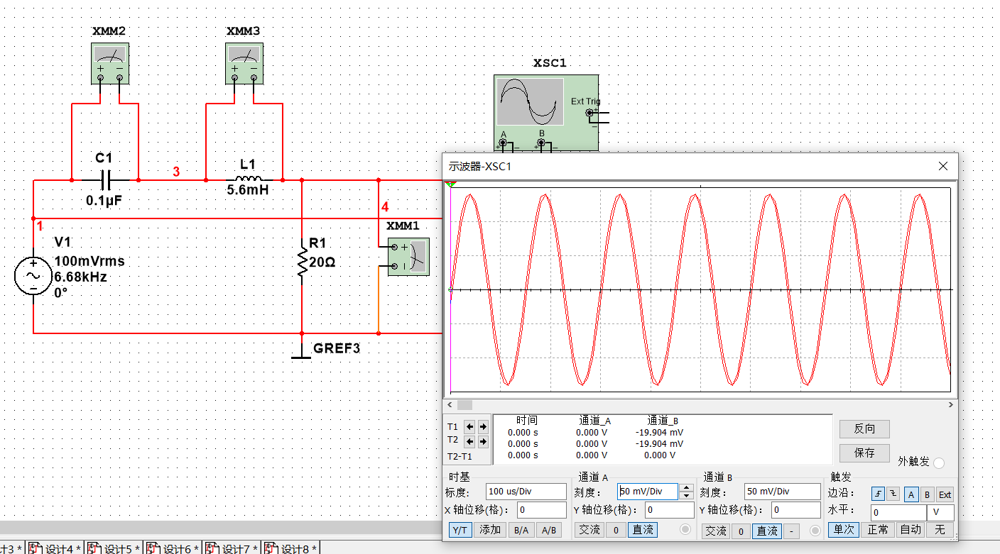 XMM2
XMM3
XSC1
Ext Trig
A
B
C1
3
L1
0.1μF
5.6mH
示波器-XSC1
4
1
XMM1
V1
100mVrms
6.68kHz
0°
R1
20Ω
GREF3
时间 通道_A 通道_B
T1 0.000 s 0.000 V -19.904 mV
T2 0.000 s 0.000 V -19.904 mV
T2-T1 0.000 s 0.000 V 0.000 V
反向
保存
外触发
时基 通道 A 通道 B 触发
标度: 100 us/Div 刻度: 50 mV/Div 刻度: 50 mV/Div 边沿: A B Ext
X 轴位移(格): 0 Y 轴位移(格): 0 Y 轴位移(格): 0 水平: 0 V
Y/T 添加 B/A A/B 交流 0 直流 交流 0 直流 - 单次 正常 自动 无
计3 * 设计4 * 设计5 * 设计6 * 设计7 * 设计8 *